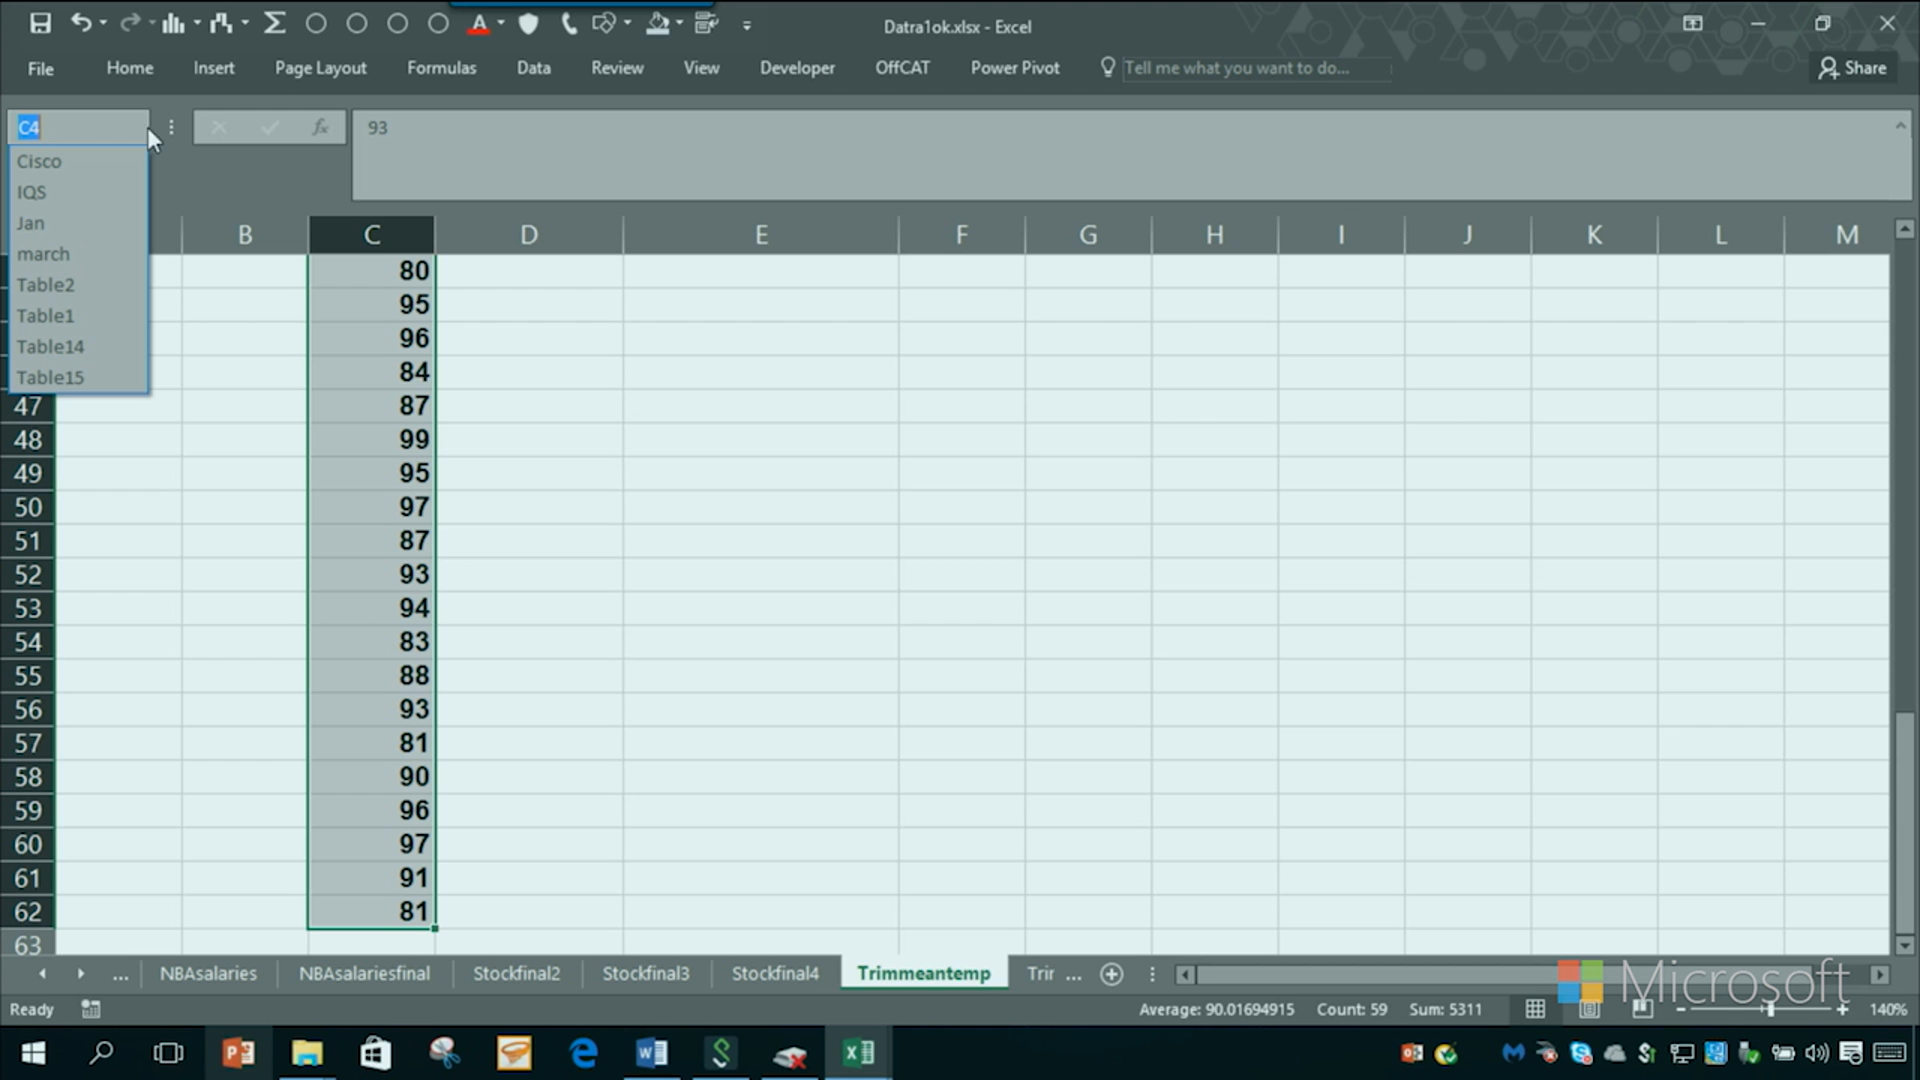 Datra1ok.xlsx - Excel
File Home Insert Page Layout Formulas Data Review View Developer OffCAT Power Pivot Tell me what you want to do... Share
C4 fx 93
Cisco
IQS
Jan
march
Table2
Table1
Table14
Table15
B C D E F G H I J K L M
80
95
96
84
47 87
48 99
49 95
50 97
51 87
52 93
53 94
54 83
55 88
56 93
57 81
58 90
59 96
60 97
61 91
62 81
63
... NBAsalaries NBAsalariesfinal Stockfinal2 Stockfinal3 Stockfinal4 Trimmeantemp Trir ...
Microsoft
Ready Average: 90.01694915 Count: 59 Sum: 5311 140%